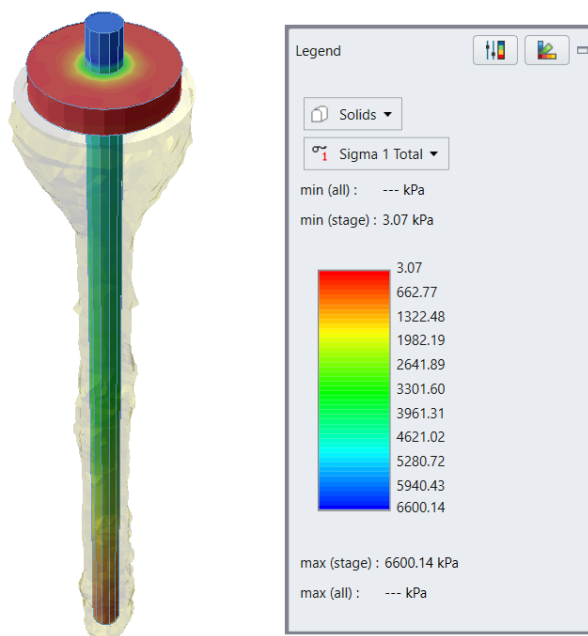 Legend
Solids
σ1 Sigma 1 Total
min (all) : --- kPa
min (stage) : 3.07 kPa
3.07
662.77
1322.48
1982.19
2641.89
3301.60
3961.31
4621.02
5280.72
5940.43
6600.14
max (stage) : 6600.14 kPa
max (all) : --- kPa